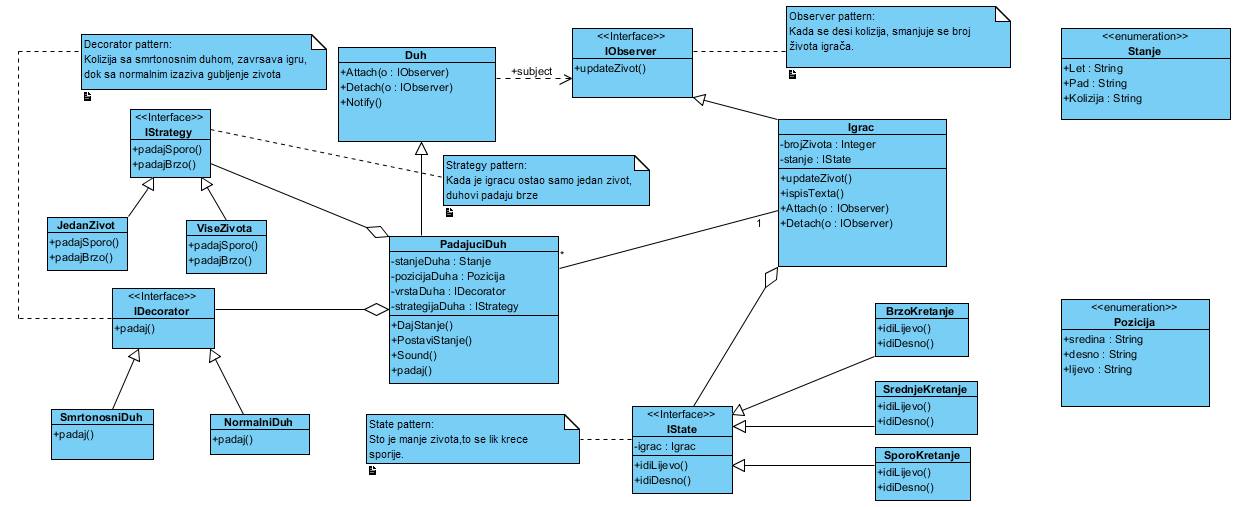 Decorator pattern:
Kolizija sa smrtonosnim duhom, zavrsava igru,
dok sa normalnim izaziva gubljenje zivota
Duh
+Attach(o : IObserver)
+Detach(o : IObserver)
+Notify()
+subject
<<Interface>>
IObserver
+updateZivot()
Observer pattern:
Kada se desi kolizija, smanjuje se broj
života igrača.
<<enumeration>>
Stanje
+Let : String
+Pad : String
+Kolizija : String
<<Interface>>
IStrategy
+padajSporo()
+padajBrzo()
Strategy pattern:
Kada je igracu ostao samo jedan zivot,
duhovi padaju brze
Igrac
-brojZivota : Integer
-stanje : IState
+updateZivot()
+ispisTexta()
+Attach(o : IObserver)
+Detach(o : IObserver)
JedanZivot
+padajSporo()
+padajBrzo()
ViseZivota
+padajSporo()
+padajBrzo()
PadajuciDuh
-stanjeDuha : Stanje
-pozicijaDuha : Pozicija
-vrstaDuha : IDecorator
-strategijaDuha : IStrategy
+DajStanje()
+PostaviStanje()
+Sound()
+padaj()
*
1
<<Interface>>
IDecorator
+padaj()
BrzoKretanje
+idiLijevo()
+idiDesno()
<<enumeration>>
Pozicija
+sredina : String
+desno : String
+lijevo : String
SmrtonosniDuh
+padaj()
NormalniDuh
+padaj()
State pattern:
Sto je manje zivota,to se lik krece
sporije.
<<Interface>>
IState
-igrac : Igrac
+idiLijevo()
+idiDesno()
SrednjeKretanje
+idiLijevo()
+idiDesno()
SporoKretanje
+idiLijevo()
+idiDesno()